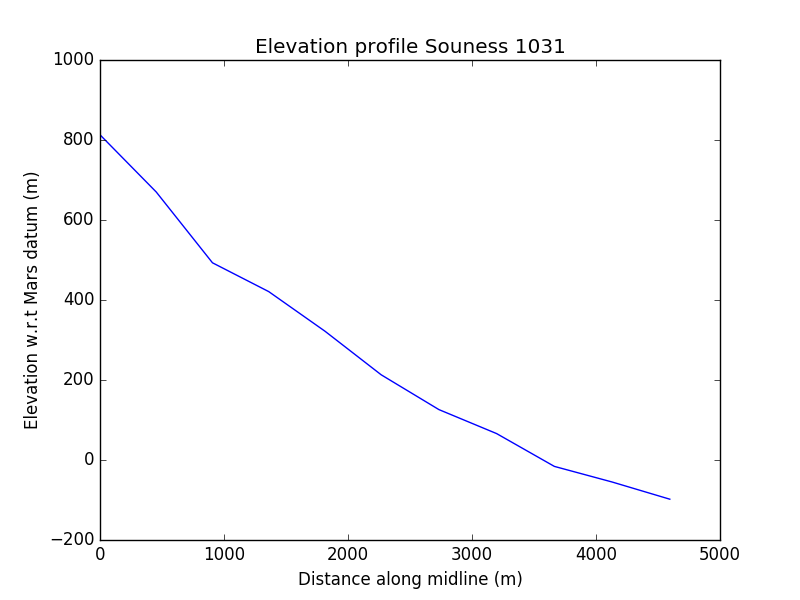 Elevation profile Souness 1031
1000
800
600
400
200
0
−200
Elevation w.r.t Mars datum (m)
0 1000 2000 3000 4000 5000
Distance along midline (m)